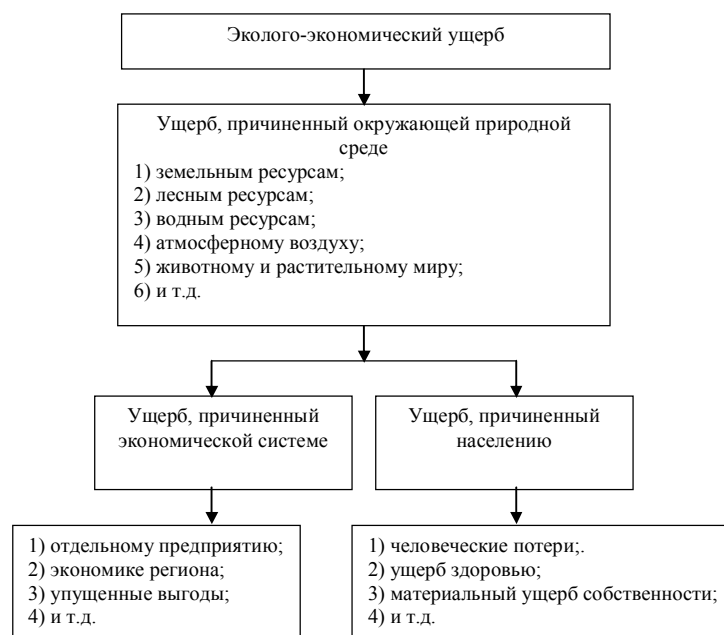 Эколого-экономический ущерб
Ущерб, причиненный окружающей природной
среде
1) земельным ресурсам;
2) лесным ресурсам;
3) водным ресурсам;
4) атмосферному воздуху;
5) животному и растительному миру;
6) и т.д.
Ущерб, причиненный
экономической системе
Ущерб, причиненный
населению
1) отдельному предприятию;
2) экономике региона;
3) упущенные выгоды;
4) и т.д.
1) человеческие потери;.
2) ущерб здоровью;
3) материальный ущерб собственности;
4) и т.д.